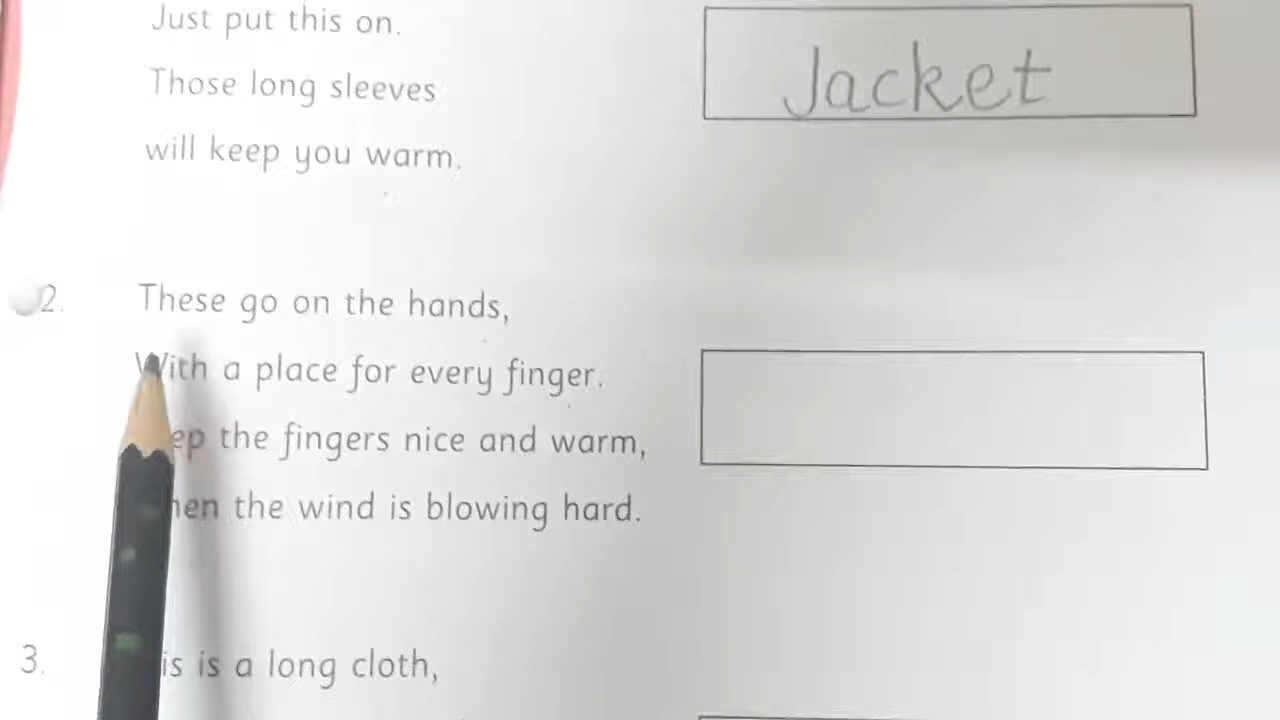 Just put this on.
Those long sleeves
will keep you warm.
Jacket
2. These go on the hands,
With a place for every finger.
the fingers nice and warm,
the wind is blowing hard.
3. is a long cloth,